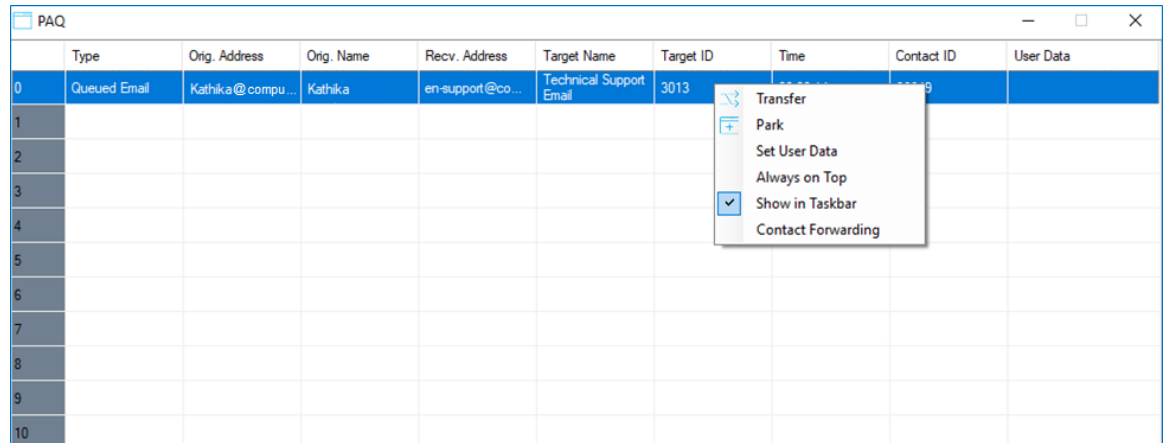 PAQ
Type Orig. Address Orig. Name Recv. Address Target Name Target ID Time Contact ID User Data
0 Queued Email Kathika@compu... Kathika en-support@co... Technical Support Email 3013
Transfer
1
Park
2
Set User Data
Always on Top
3
Show in Taskbar
4
Contact Forwarding
5
6
7
8
9
10